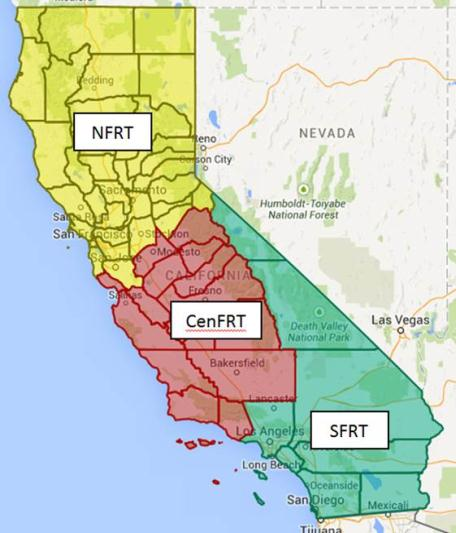 Redding
NFRT
Reno
Carson City
NEVADA
Sacramento
Humboldt-Toiyabe
National Forest
Santa Rosa
San Francisco
Stockton
Modesto
San Jose
CALIFORNIA
Fresno
Salinas
CenFRT
Las Vegas
Death Valley
National Park
Bakersfield
Lancaster
SFRT
Los Angeles
Long Beach
Oceanside
San Diego
Mexicali
Tijuana